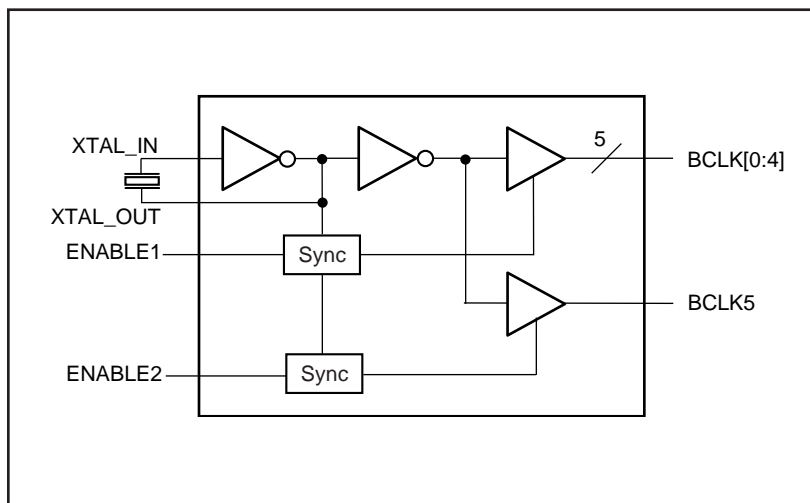 XTAL_IN
5
BCLK[0:4]
XTAL_OUT
ENABLE1
Sync
BCLK5
ENABLE2
Sync